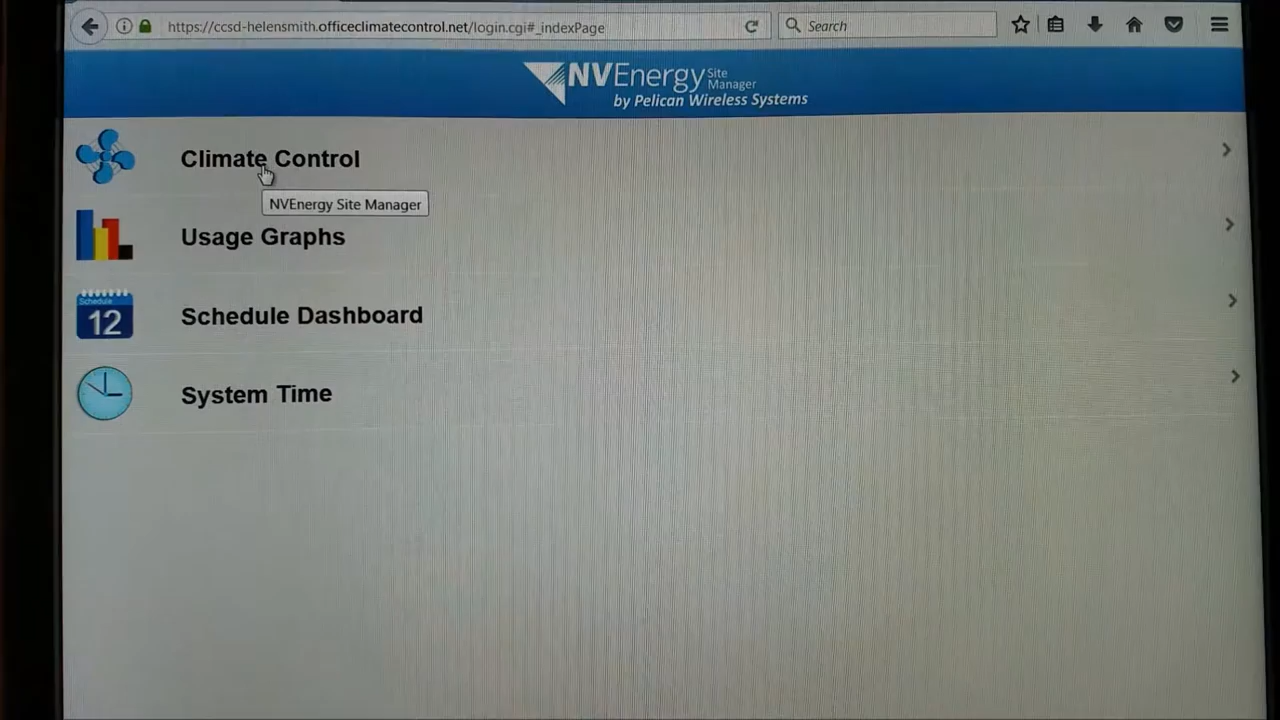 https://ccsd-helensmith.officeclimatecontrol.net/login.cgi#_indexPage
Search
NVEnergy Site Manager
by Pelican Wireless Systems
Climate Control
NVEnergy Site Manager
Usage Graphs
Schedule
12
Schedule Dashboard
System Time